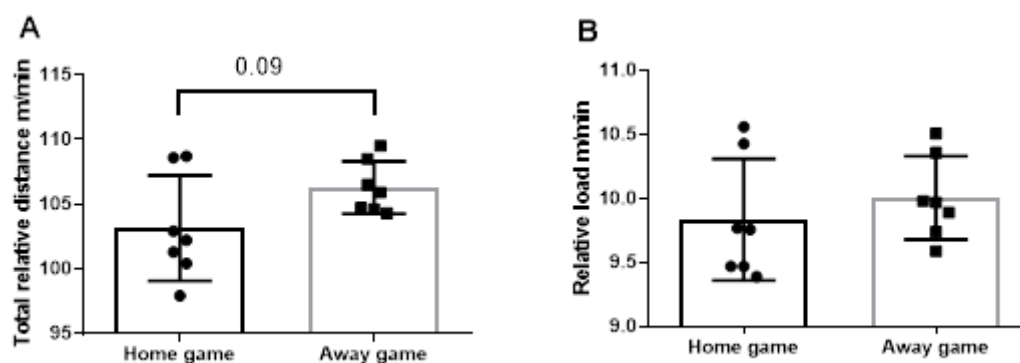 A
Total relative distance m/min
115
110
105
100
95
0.09
Home game
Away game
B
Relative load m/min
11.0
10.5
10.0
9.5
9.0
Home game
Away game